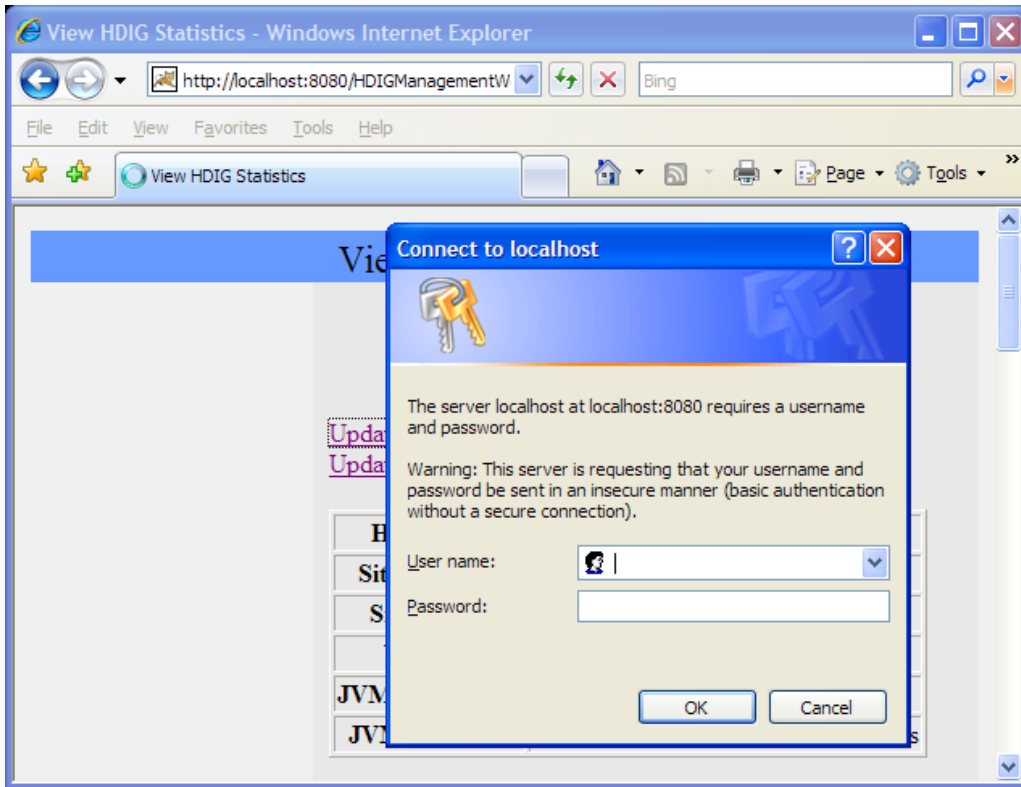 View HDIG Statistics - Windows Internet Explorer
http://localhost:8080/HDIGManagementW
Bing
File Edit View Favorites Tools Help
View HDIG Statistics
Page Tools »
Connect to localhost
The server localhost at localhost:8080 requires a username
and password.
Warning: This server is requesting that your username and
password be sent in an insecure manner (basic authentication
without a secure connection).
User name:
Password:
OK Cancel